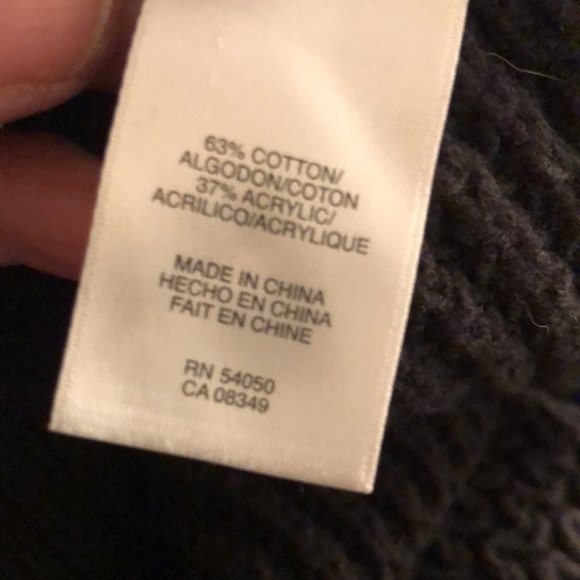 63% COTTON/
ALGODON/COTON
37% ACRYLIC/
ACRILICO/ACRYLIQUE
MADE IN CHINA
HECHO EN CHINA
FAIT EN CHINE
RN 54050
CA 08349